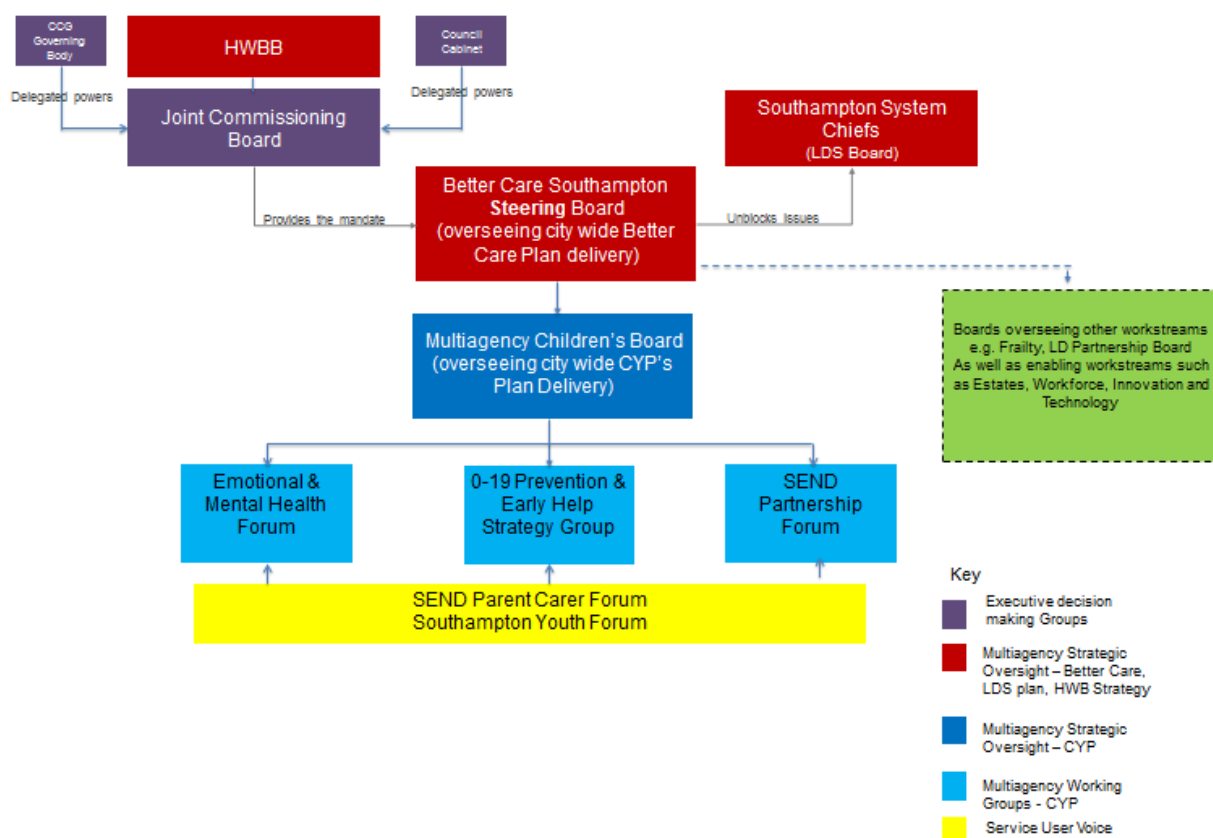 CCG
Governing
Body
HWBB
Council
Cabinet
Delegated powers
Delegated powers
Joint Commissioning
Board
Southampton System
Chiefs
(LDS Board)
Better Care Southampton
Steering Board
(overseeing city wide Better
Care Plan delivery)
Provides the mandate
Unblocks Issues
Multiagency Children's Board
(overseeing city wide CYP's
Plan Delivery)
Boards overseeing other workstreams
e.g. Frailty, LD Partnership Board
As well as enabling workstreams such
as Estates, Workforce, Innovation and
Technology
Emotional &
Mental Health
Forum
0-19 Prevention &
Early Help
Strategy Group
SEND
Partnership
Forum
SEND Parent Carer Forum
Southampton Youth Forum
Key
Executive decision
making Groups
Multiagency Strategic
Oversight – Better Care,
LDS plan, HWB Strategy
Multiagency Strategic
Oversight – CYP
Multiagency Working
Groups - CYP
Service User Voice